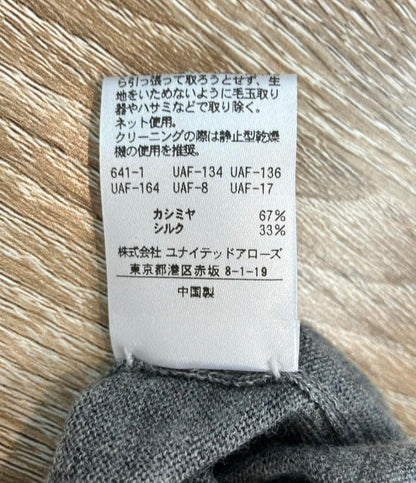 ら引っ張って取ろうとせず、生
地をいためないように毛玉取り
器やハサミなどで取り除く。
ネット使用。
クリーニングの際は静止型乾燥
機の使用を推奨。
641-1 UAF-134 UAF-136
UAF-164 UAF-8 UAF-17
カシミヤ 67%
シルク 33%
株式会社 ユナイテッドアローズ
東京都港区赤坂 8-1-19
中国製